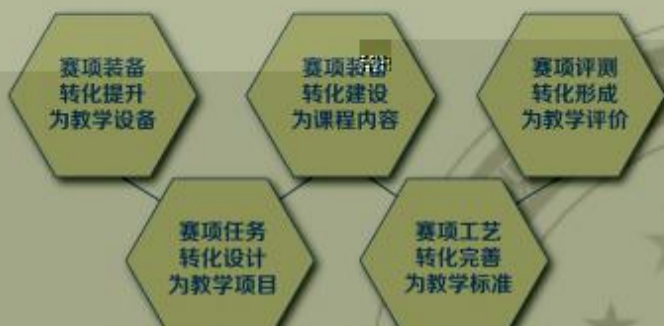 赛项装备
转化提升
为教学设备
赛项
转化建设
为课程内容
赛项评测
转化形成
为教学评价
赛项任务
转化设计
为教学项目
赛项工艺
转化完善
为教学标准